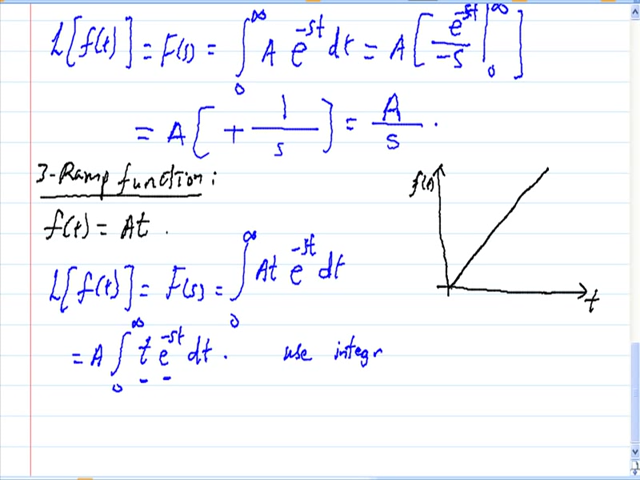 L[f(t)] = F(s) = ∫₀^∞ A e^{-st} dt = A [ e^{-st}/-s |₀^∞ ]
= A [ + 1/s ] = A/s .
3-Ramp function:
f(t)
f(t) = At .
L[f(t)] = F(s) = ∫₀^∞ At e^{-st} dt
t
= A ∫₀^∞ t e^{-st} dt . use integr